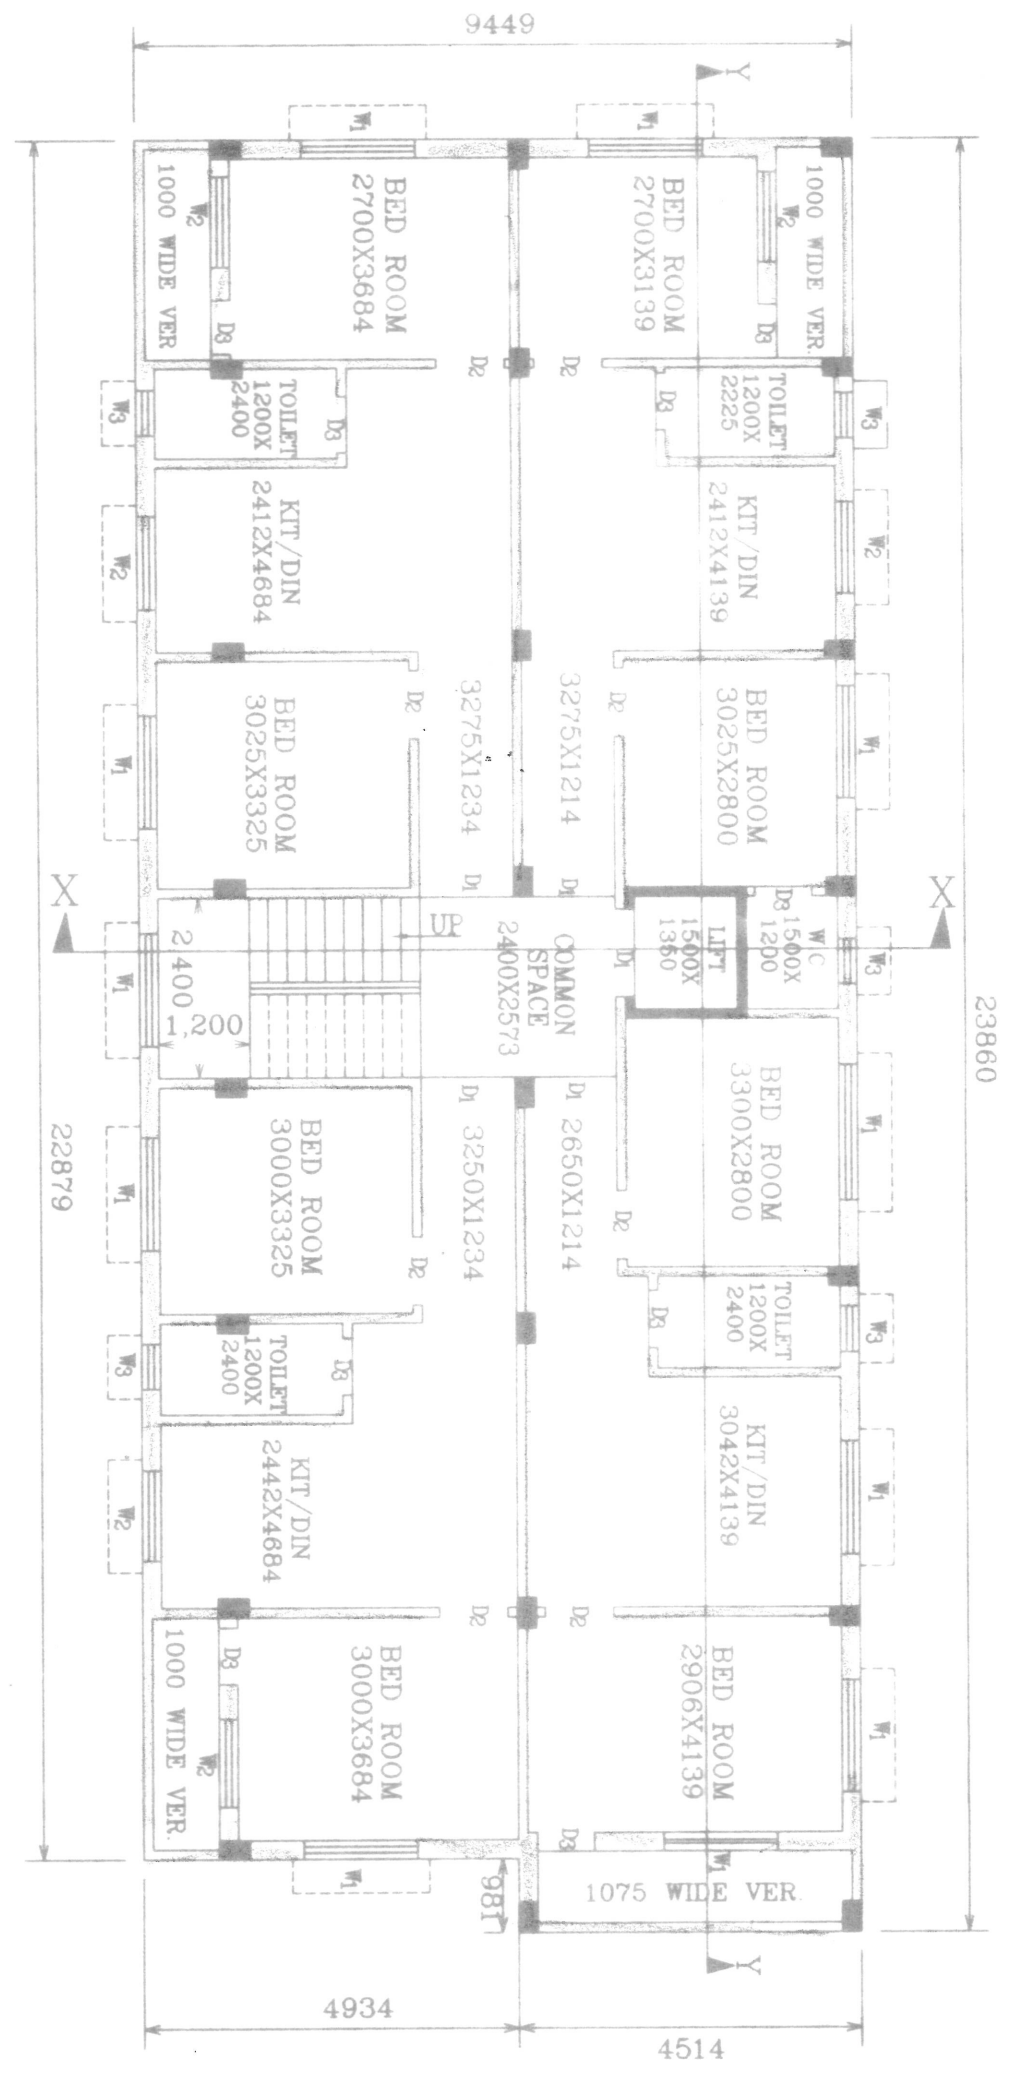 9449
Y
W1
W1
1000 WIDE VER.
W2
D3
BED ROOM
2700X3684
BED ROOM
2700X3139
W2
D3
1000 WIDE VER.
D2
D2
W3
TOILET
1200X
2400
D3
D3
TOILET
1200X
2225
W3
W2
KIT/DIN
2412X4684
KIT/DIN
2412X4139
W2
W1
BED ROOM
3025X3325
D2
3275X1234
3275X1214
D2
BED ROOM
3025X2800
W1
D1
D1
X
X
W1
2400
1,200
UP
COMMON
SPACE
2400X2573
D1
LIFT
1500X
1350
D3
W.C
1500X
1200
W3
23860
22879
D1
D1
W1
BED ROOM
3000X3325
D2
3250X1234
2650X1214
D2
BED ROOM
3300X2800
W1
W3
TOILET
1200X
2400
D3
D3
TOILET
1200X
2400
W3
W2
KIT/DIN
2442X4684
KIT/DIN
3042X4139
W1
D2
D2
1000 WIDE VER.
D3
W2
BED ROOM
3000X3684
BED ROOM
2906X4139
W1
D3
W1
W1
981
1075 WIDE VER.
Y
4934
4514